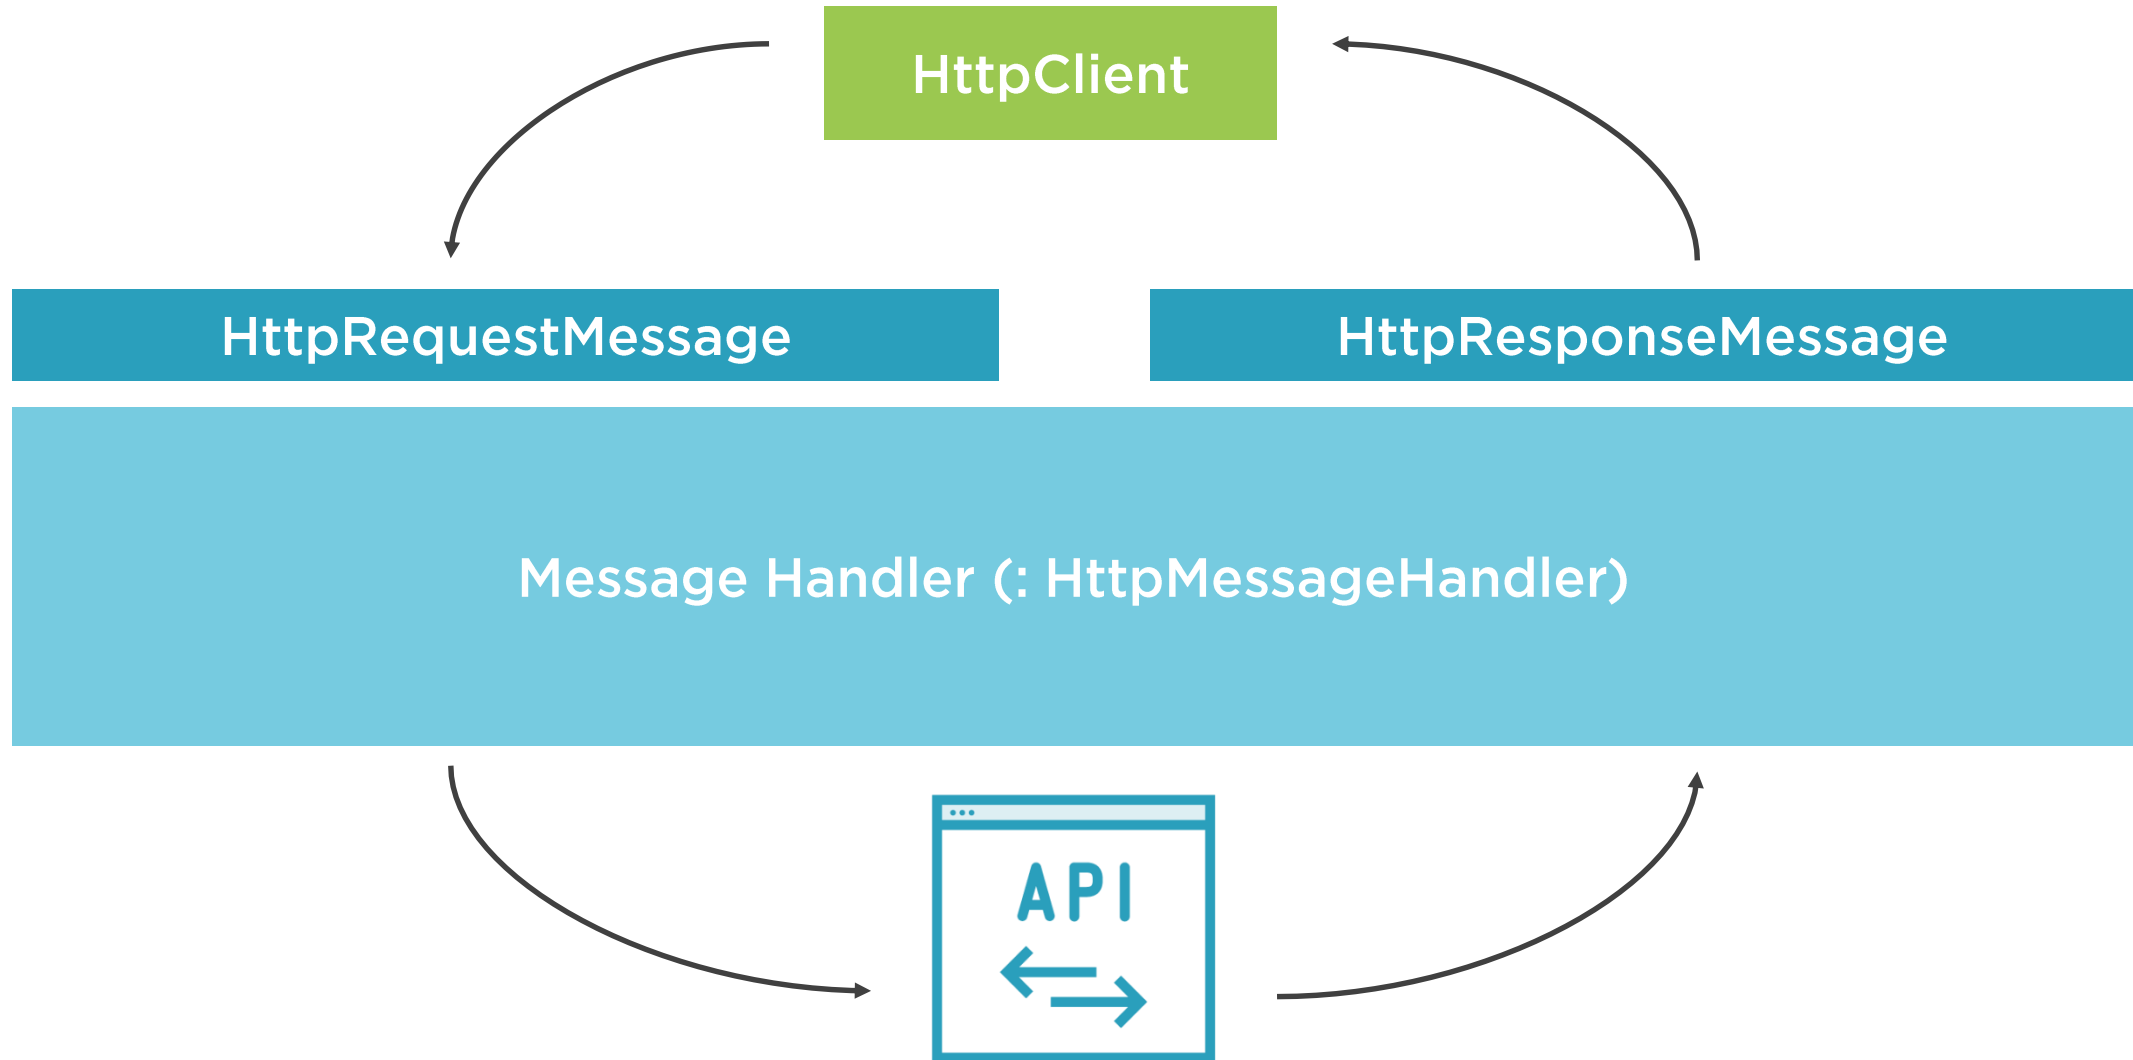 HttpClient
HttpRequestMessage
HttpResponseMessage
Message Handler (: HttpMessageHandler)
API